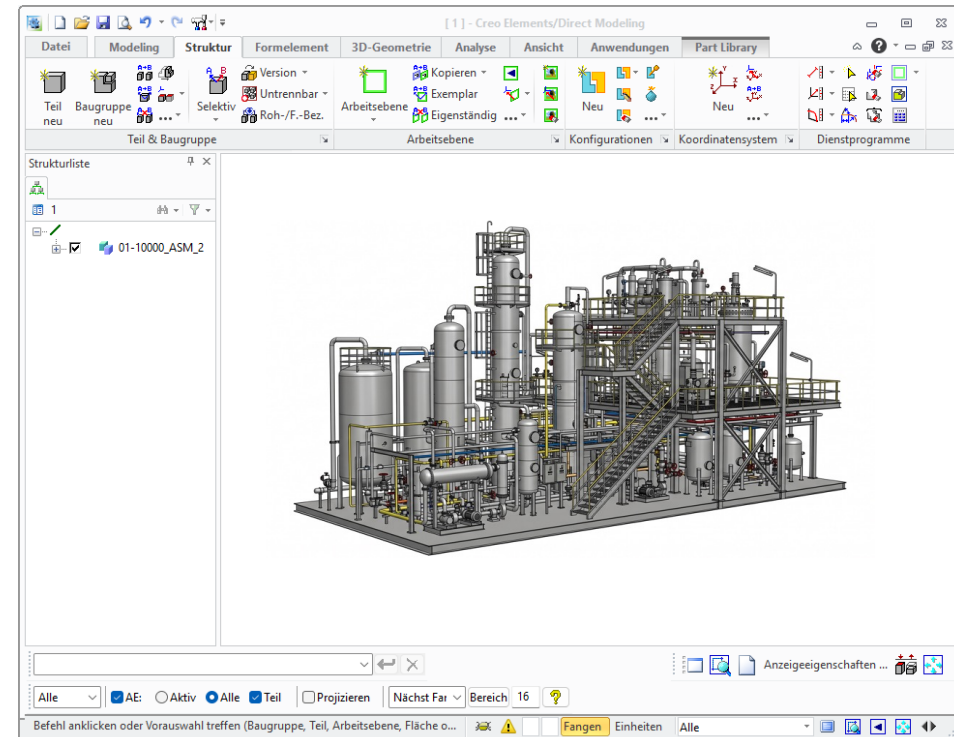 [ 1 ] - Creo Elements/Direct Modeling
Datei Modeling Struktur Formelement 3D-Geometrie Analyse Ansicht Anwendungen Part Library
Teil neu
Baugruppe neu
Selektiv
Version
Untrennbar
Roh-/F.-Bez.
Arbeitsebene
Kopieren
Exemplar
Eigenständig ...
Neu
...
Neu
...
Teil & Baugruppe Arbeitsebene Konfigurationen Koordinatensystem Dienstprogramme
Strukturliste
1
01-10000_ASM_2
Anzeigeeigenschaften ...
Alle AE: Aktiv Alle Teil Projizieren Nächst Far Bereich 16
Befehl anklicken oder Vorauswahl treffen (Baugruppe, Teil, Arbeitsebene, Fläche o... Fangen Einheiten Alle